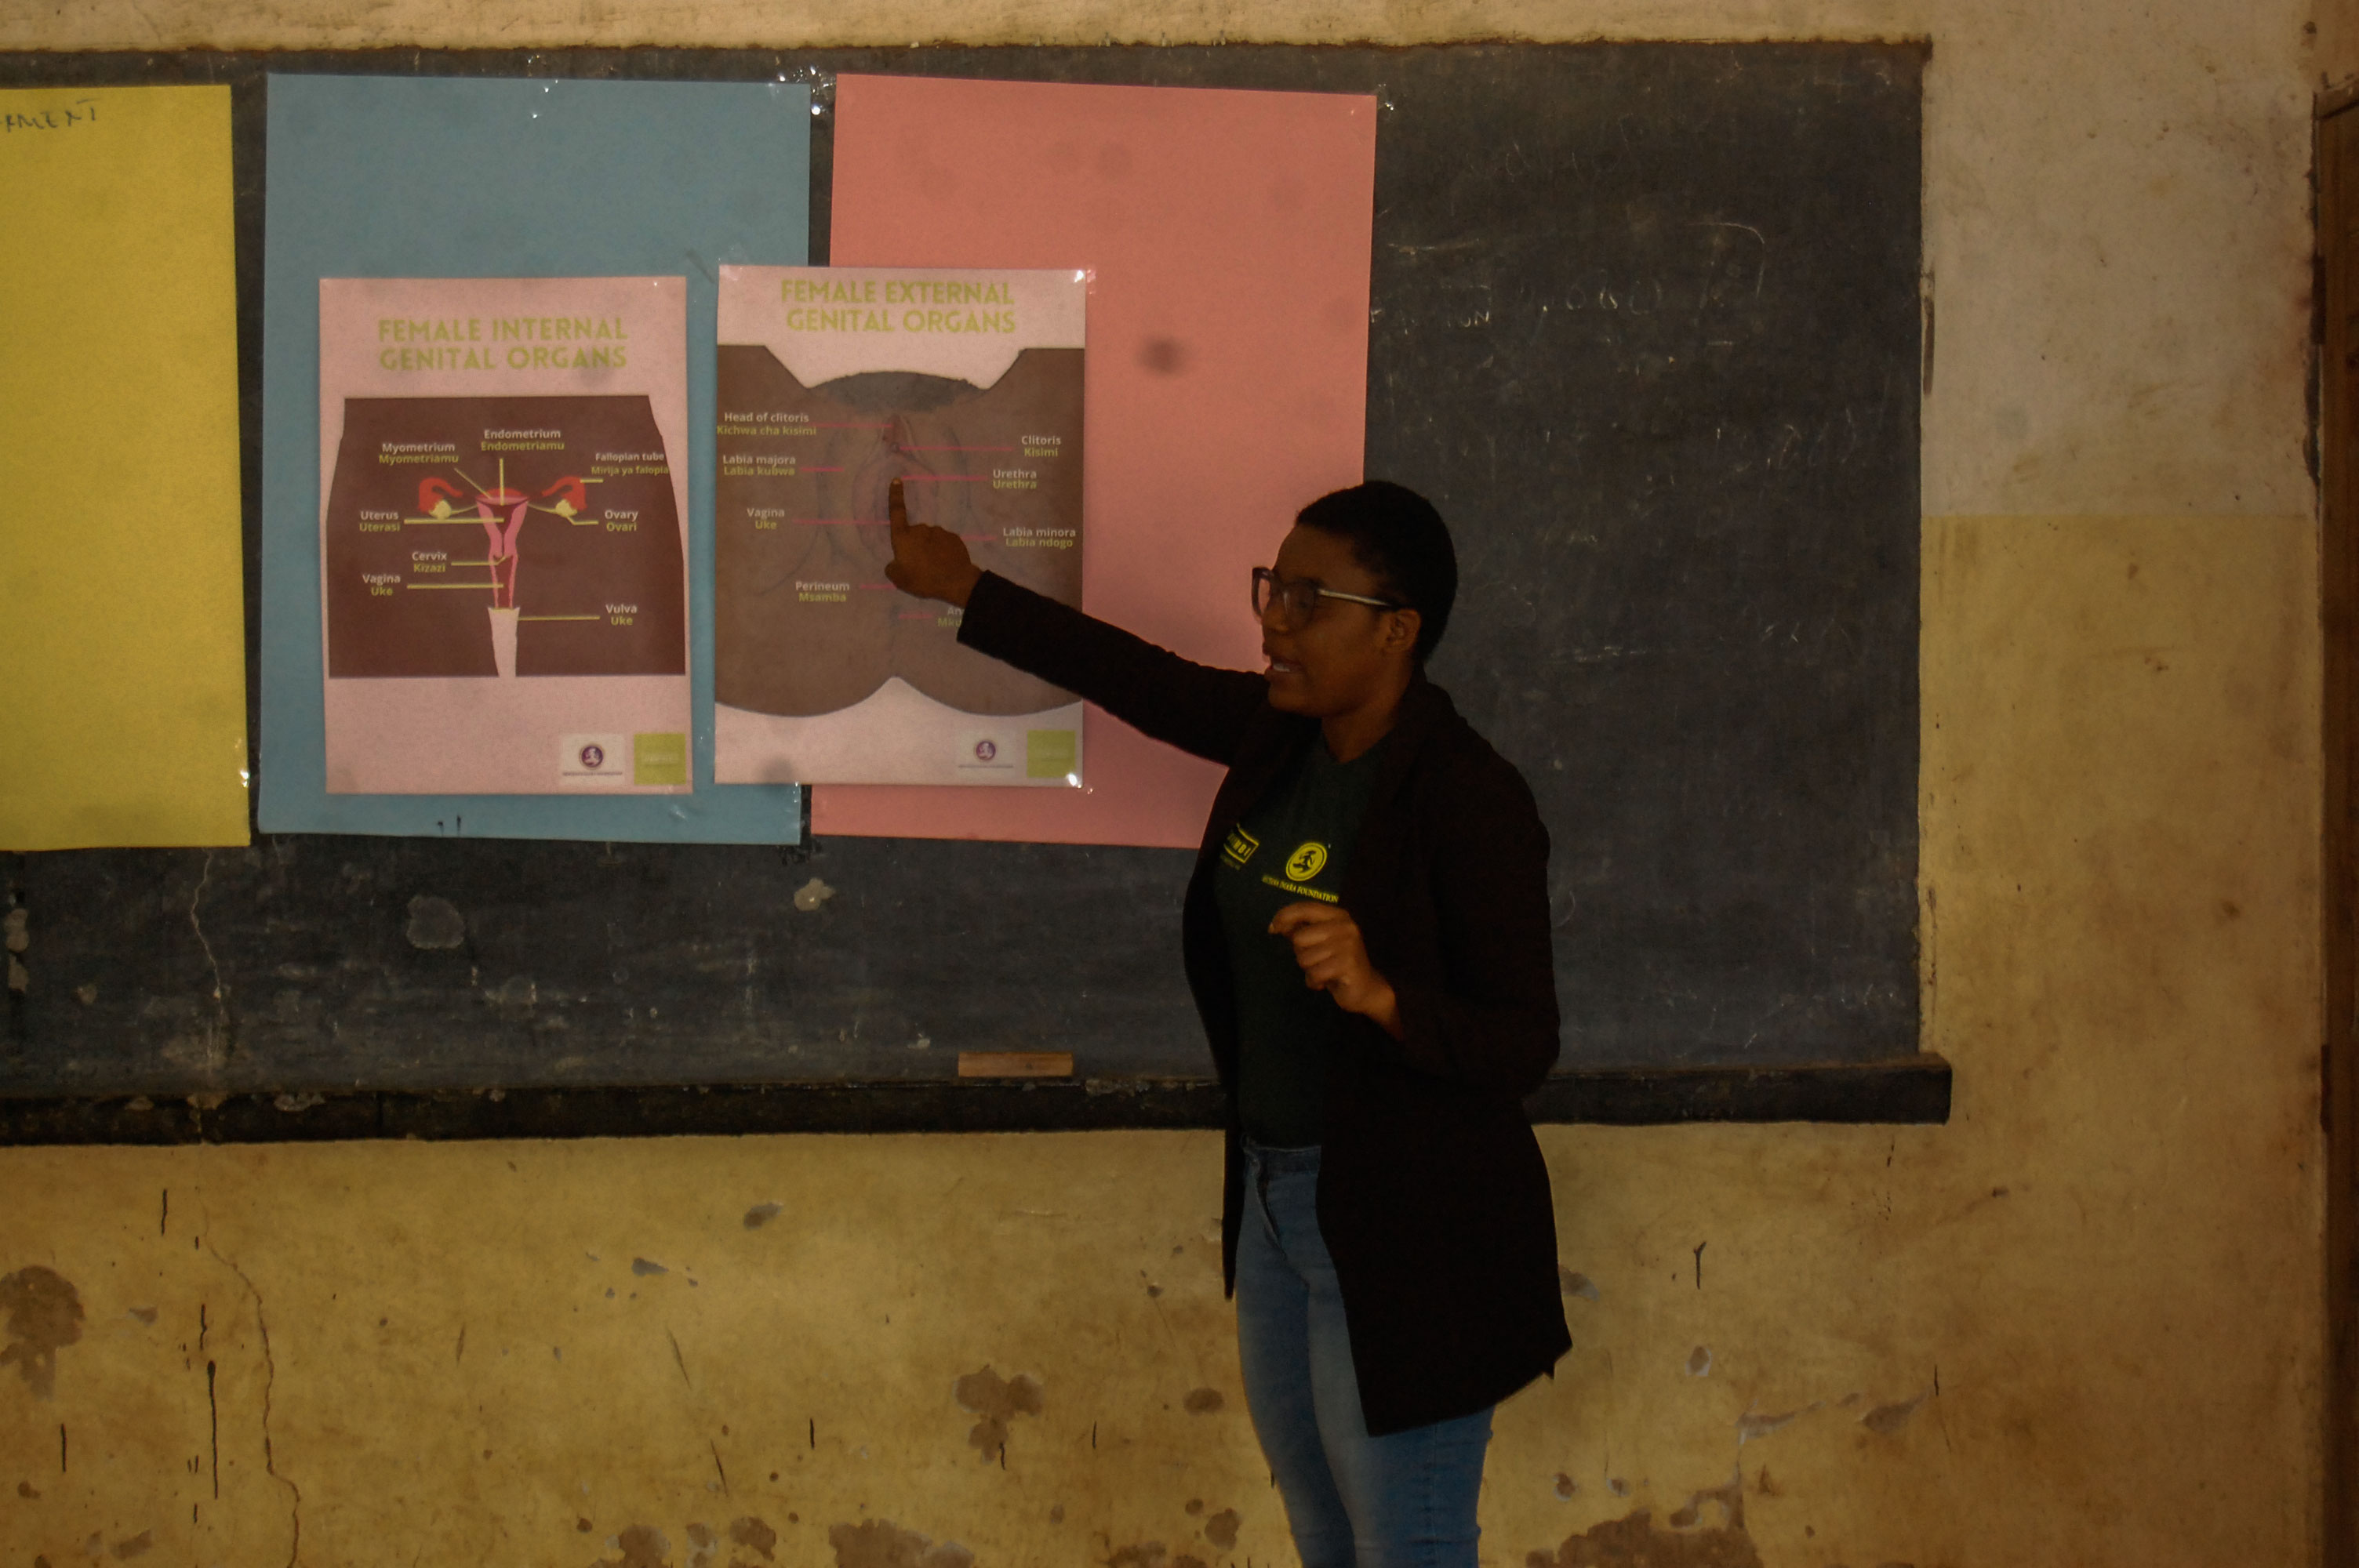 FEMALE INTERNAL
GENITAL ORGANS
Endometrium
Endometriamu
Myometrium
Myometriamu
Fallopian tube
Mirija ya falopia
Uterus
Uterasi
Ovary
Ovari
Cervix
Kizazi
Vagina
Uke
Vulva
Uke
FEMALE EXTERNAL
GENITAL ORGANS
Head of clitoris
Kichwa cha kisimi
Clitoris
Kisimi
Labia majora
Labia kubwa
Urethra
Urethra
Vagina
Uke
Labia minora
Labia ndogo
Perineum
Msamba
An
FOUNDATION